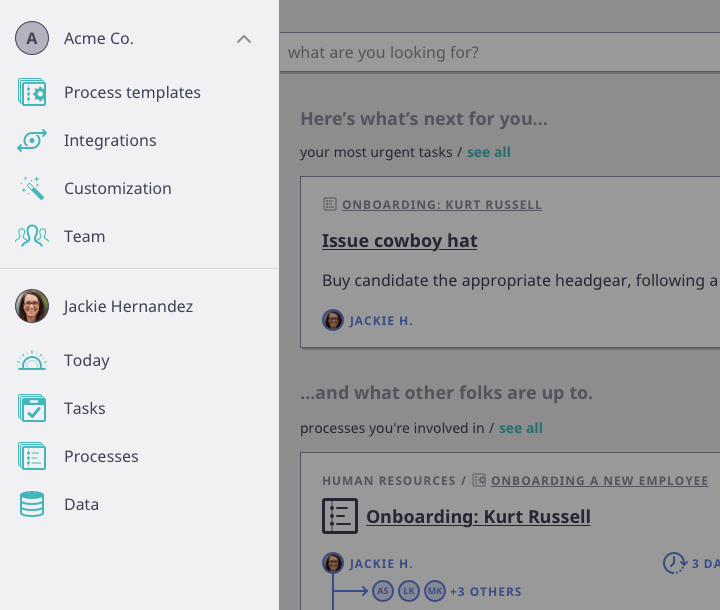 A Acme Co.
Process templates
Integrations
Customization
Team
Jackie Hernandez
Today
Tasks
Processes
Data
what are you looking for?
Here’s what’s next for you...
your most urgent tasks / see all
ONBOARDING: KURT RUSSELL
Issue cowboy hat
Buy candidate the appropriate headgear, following a
JACKIE H.
...and what other folks are up to.
processes you're involved in / see all
HUMAN RESOURCES / ONBOARDING A NEW EMPLOYEE
Onboarding: Kurt Russell
JACKIE H. 3 DA
AS LK MK +3 OTHERS